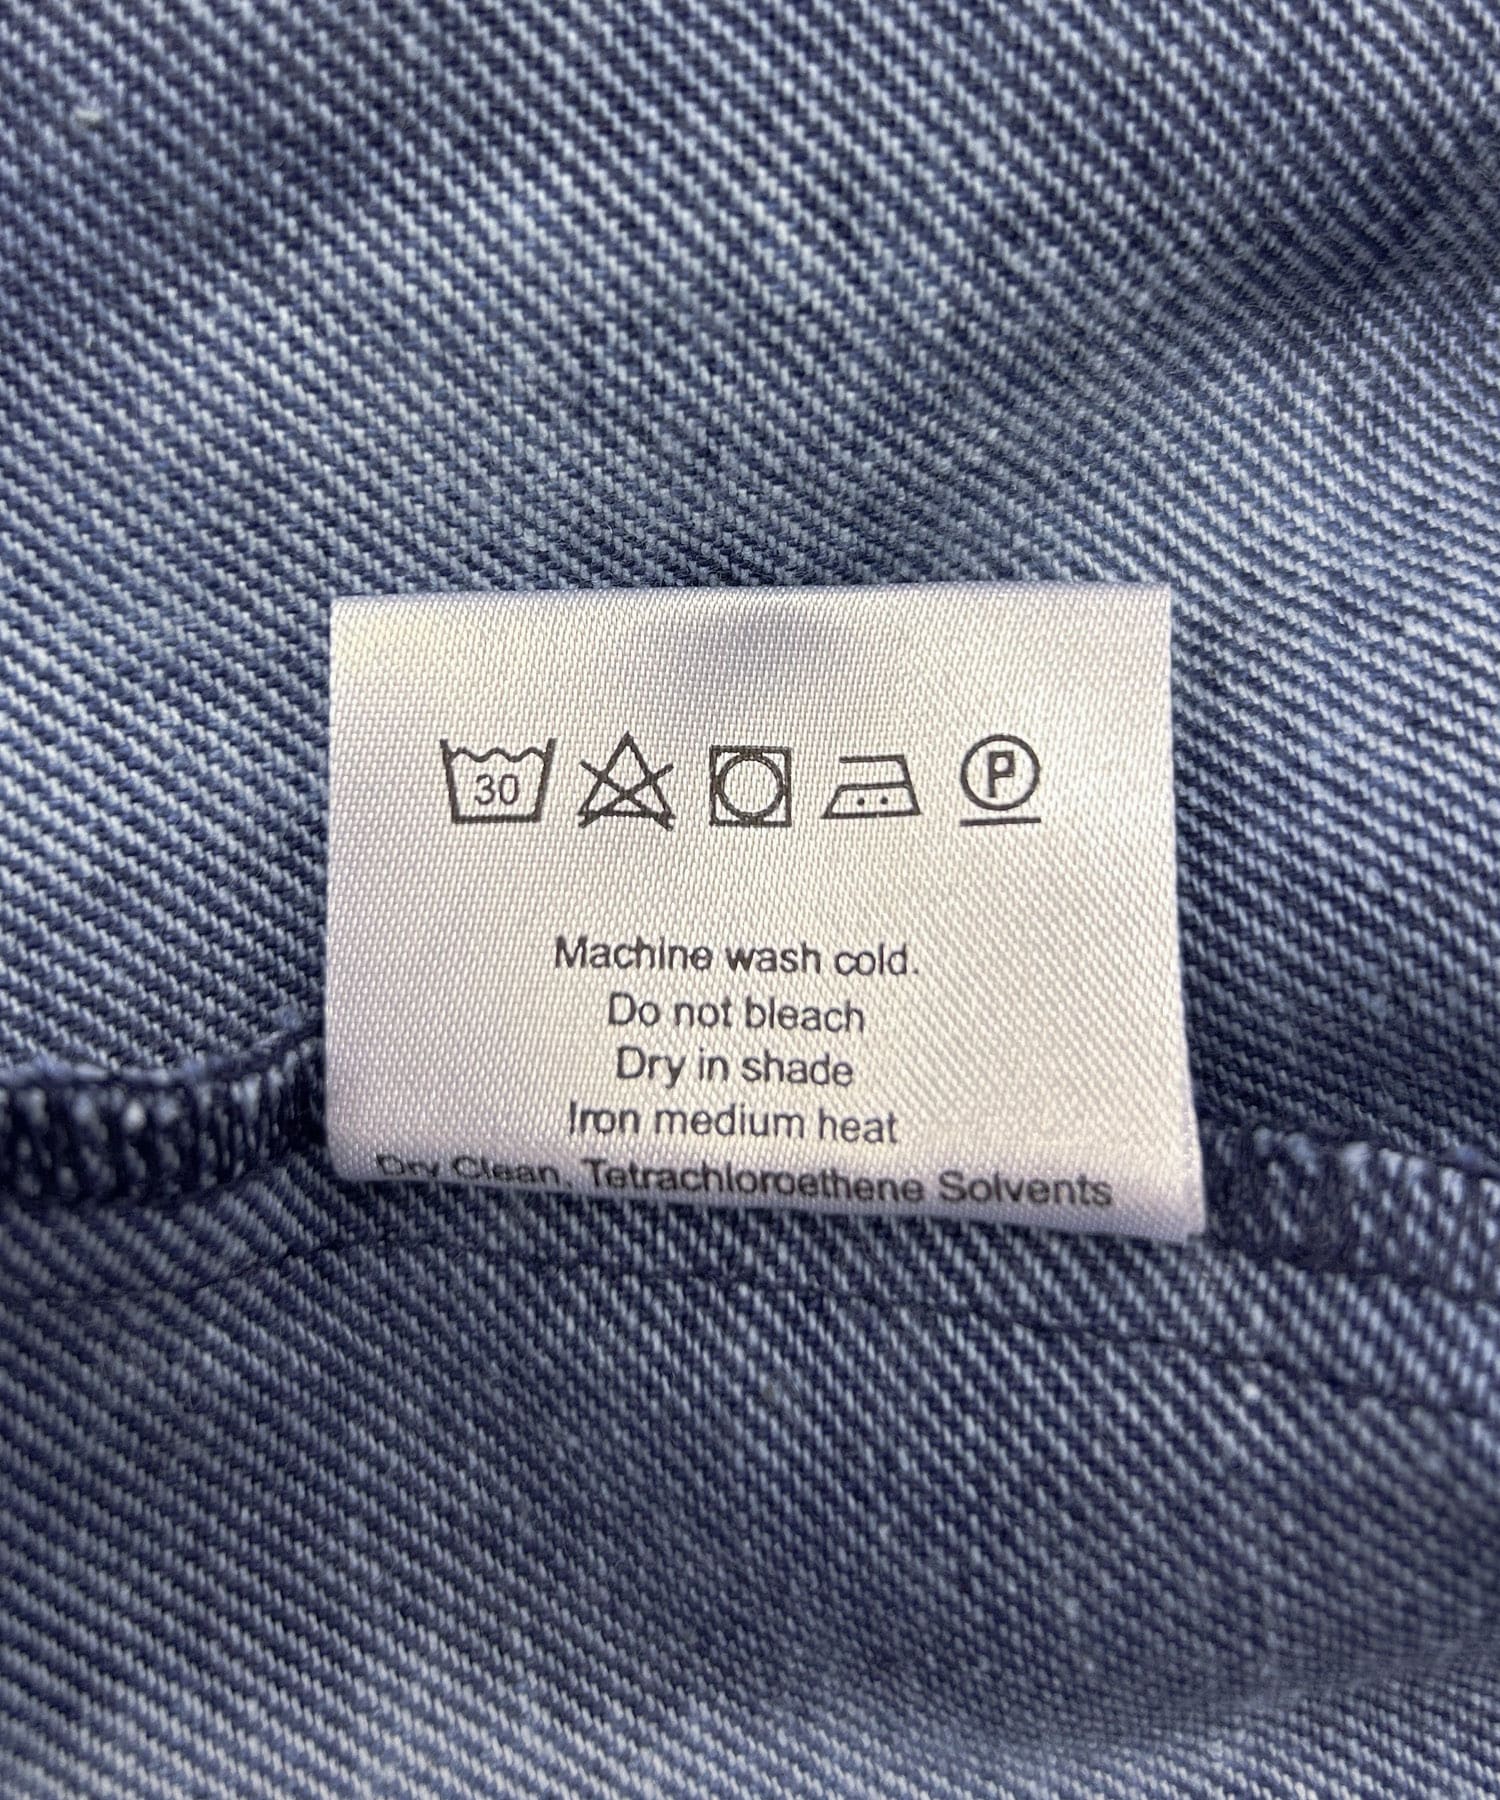 30 P
Machine wash cold.
Do not bleach
Dry in shade
Iron medium heat
Dry Clean, Tetrachloroethene Solvents